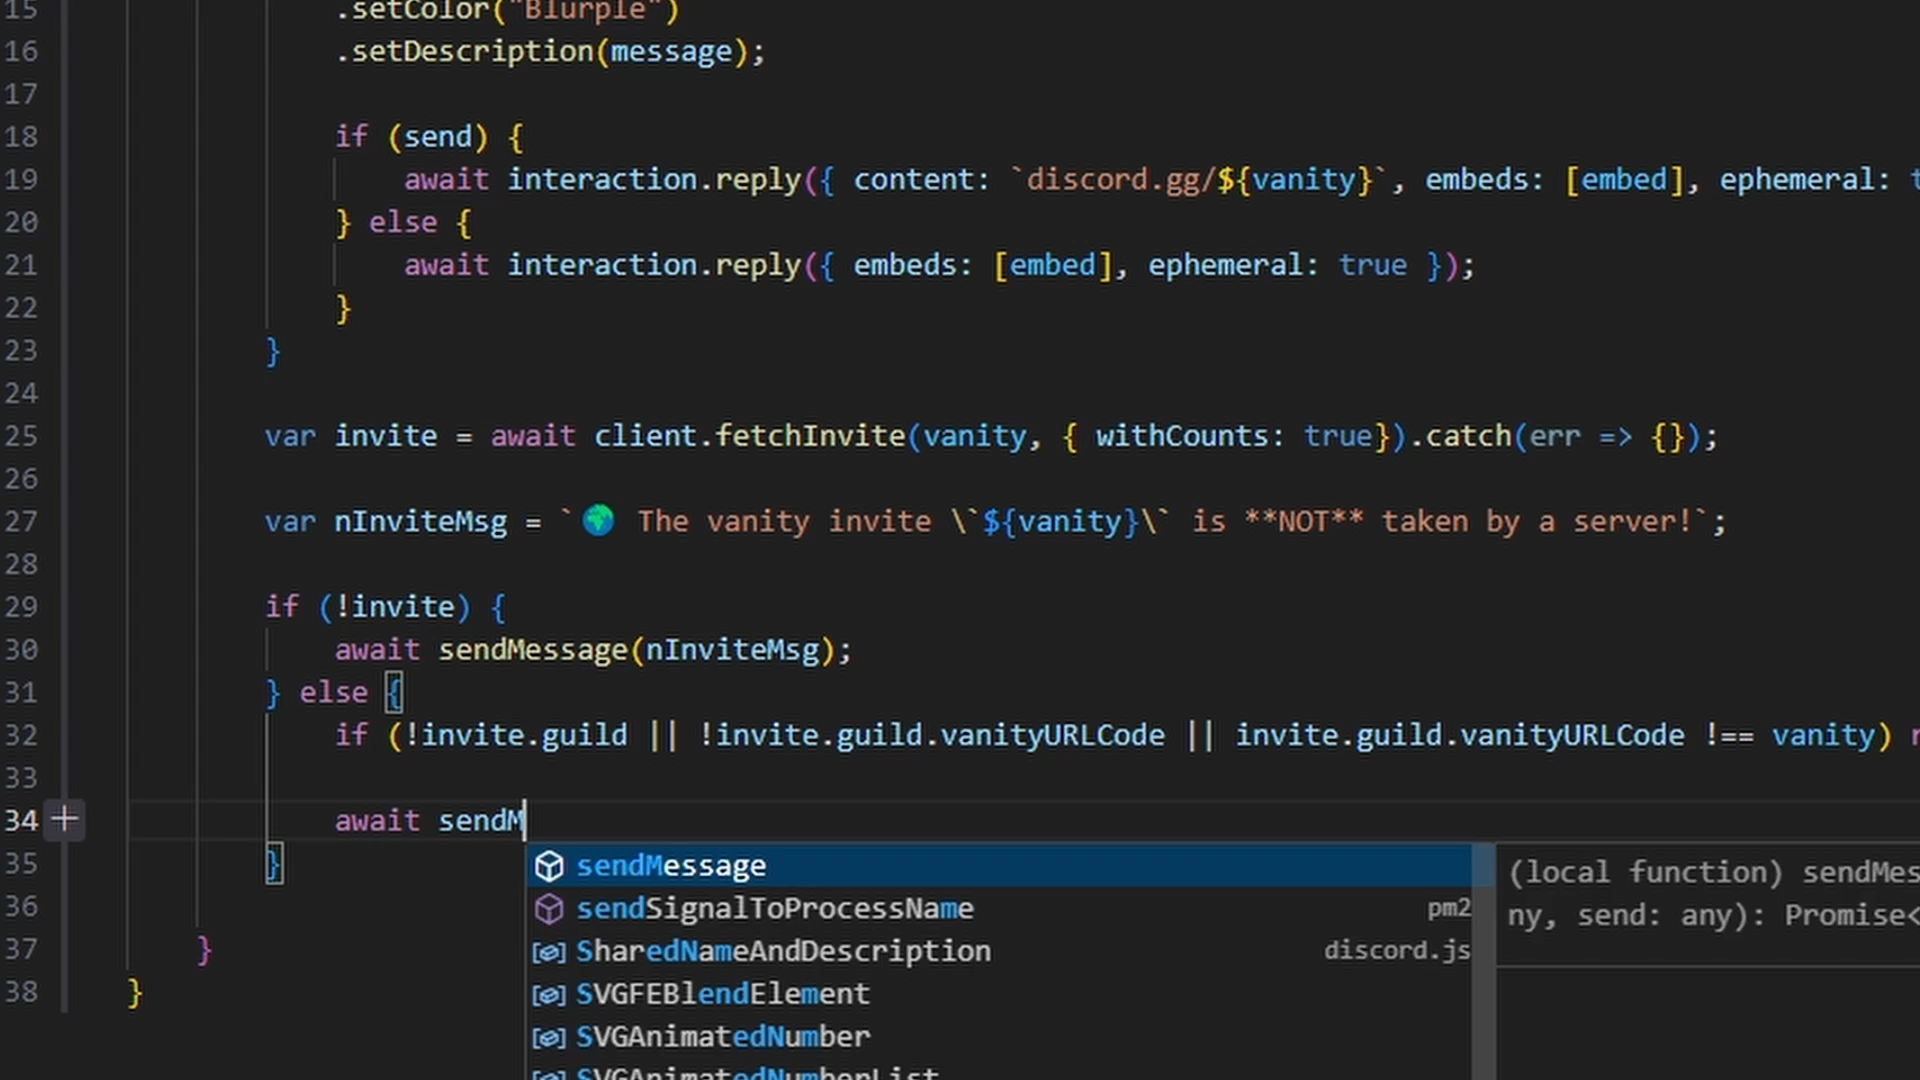 15 .setColor("Blurple")
16 .setDescription(message);
17
18 if (send) {
19 await interaction.reply({ content: `discord.gg/${vanity}`, embeds: [embed], ephemeral: t
20 } else {
21 await interaction.reply({ embeds: [embed], ephemeral: true });
22 }
23 }
24
25 var invite = await client.fetchInvite(vanity, { withCounts: true}).catch(err => {});
26
27 var nInviteMsg = `🌍 The vanity invite \`${vanity}\` is **NOT** taken by a server!`;
28
29 if (!invite) {
30 await sendMessage(nInviteMsg);
31 } else {
32 if (!invite.guild || !invite.guild.vanityURLCode || invite.guild.vanityURLCode !== vanity) r
33
34 + await sendM
35 }
36
37 }
38 }
sendMessage
sendSignalToProcessName pm2
SharedNameAndDescription discord.js
SVGFEBlendElement
SVGAnimatedNumber
SVGAnimatedNumberList
(local function) sendMes
ny, send: any): Promise<